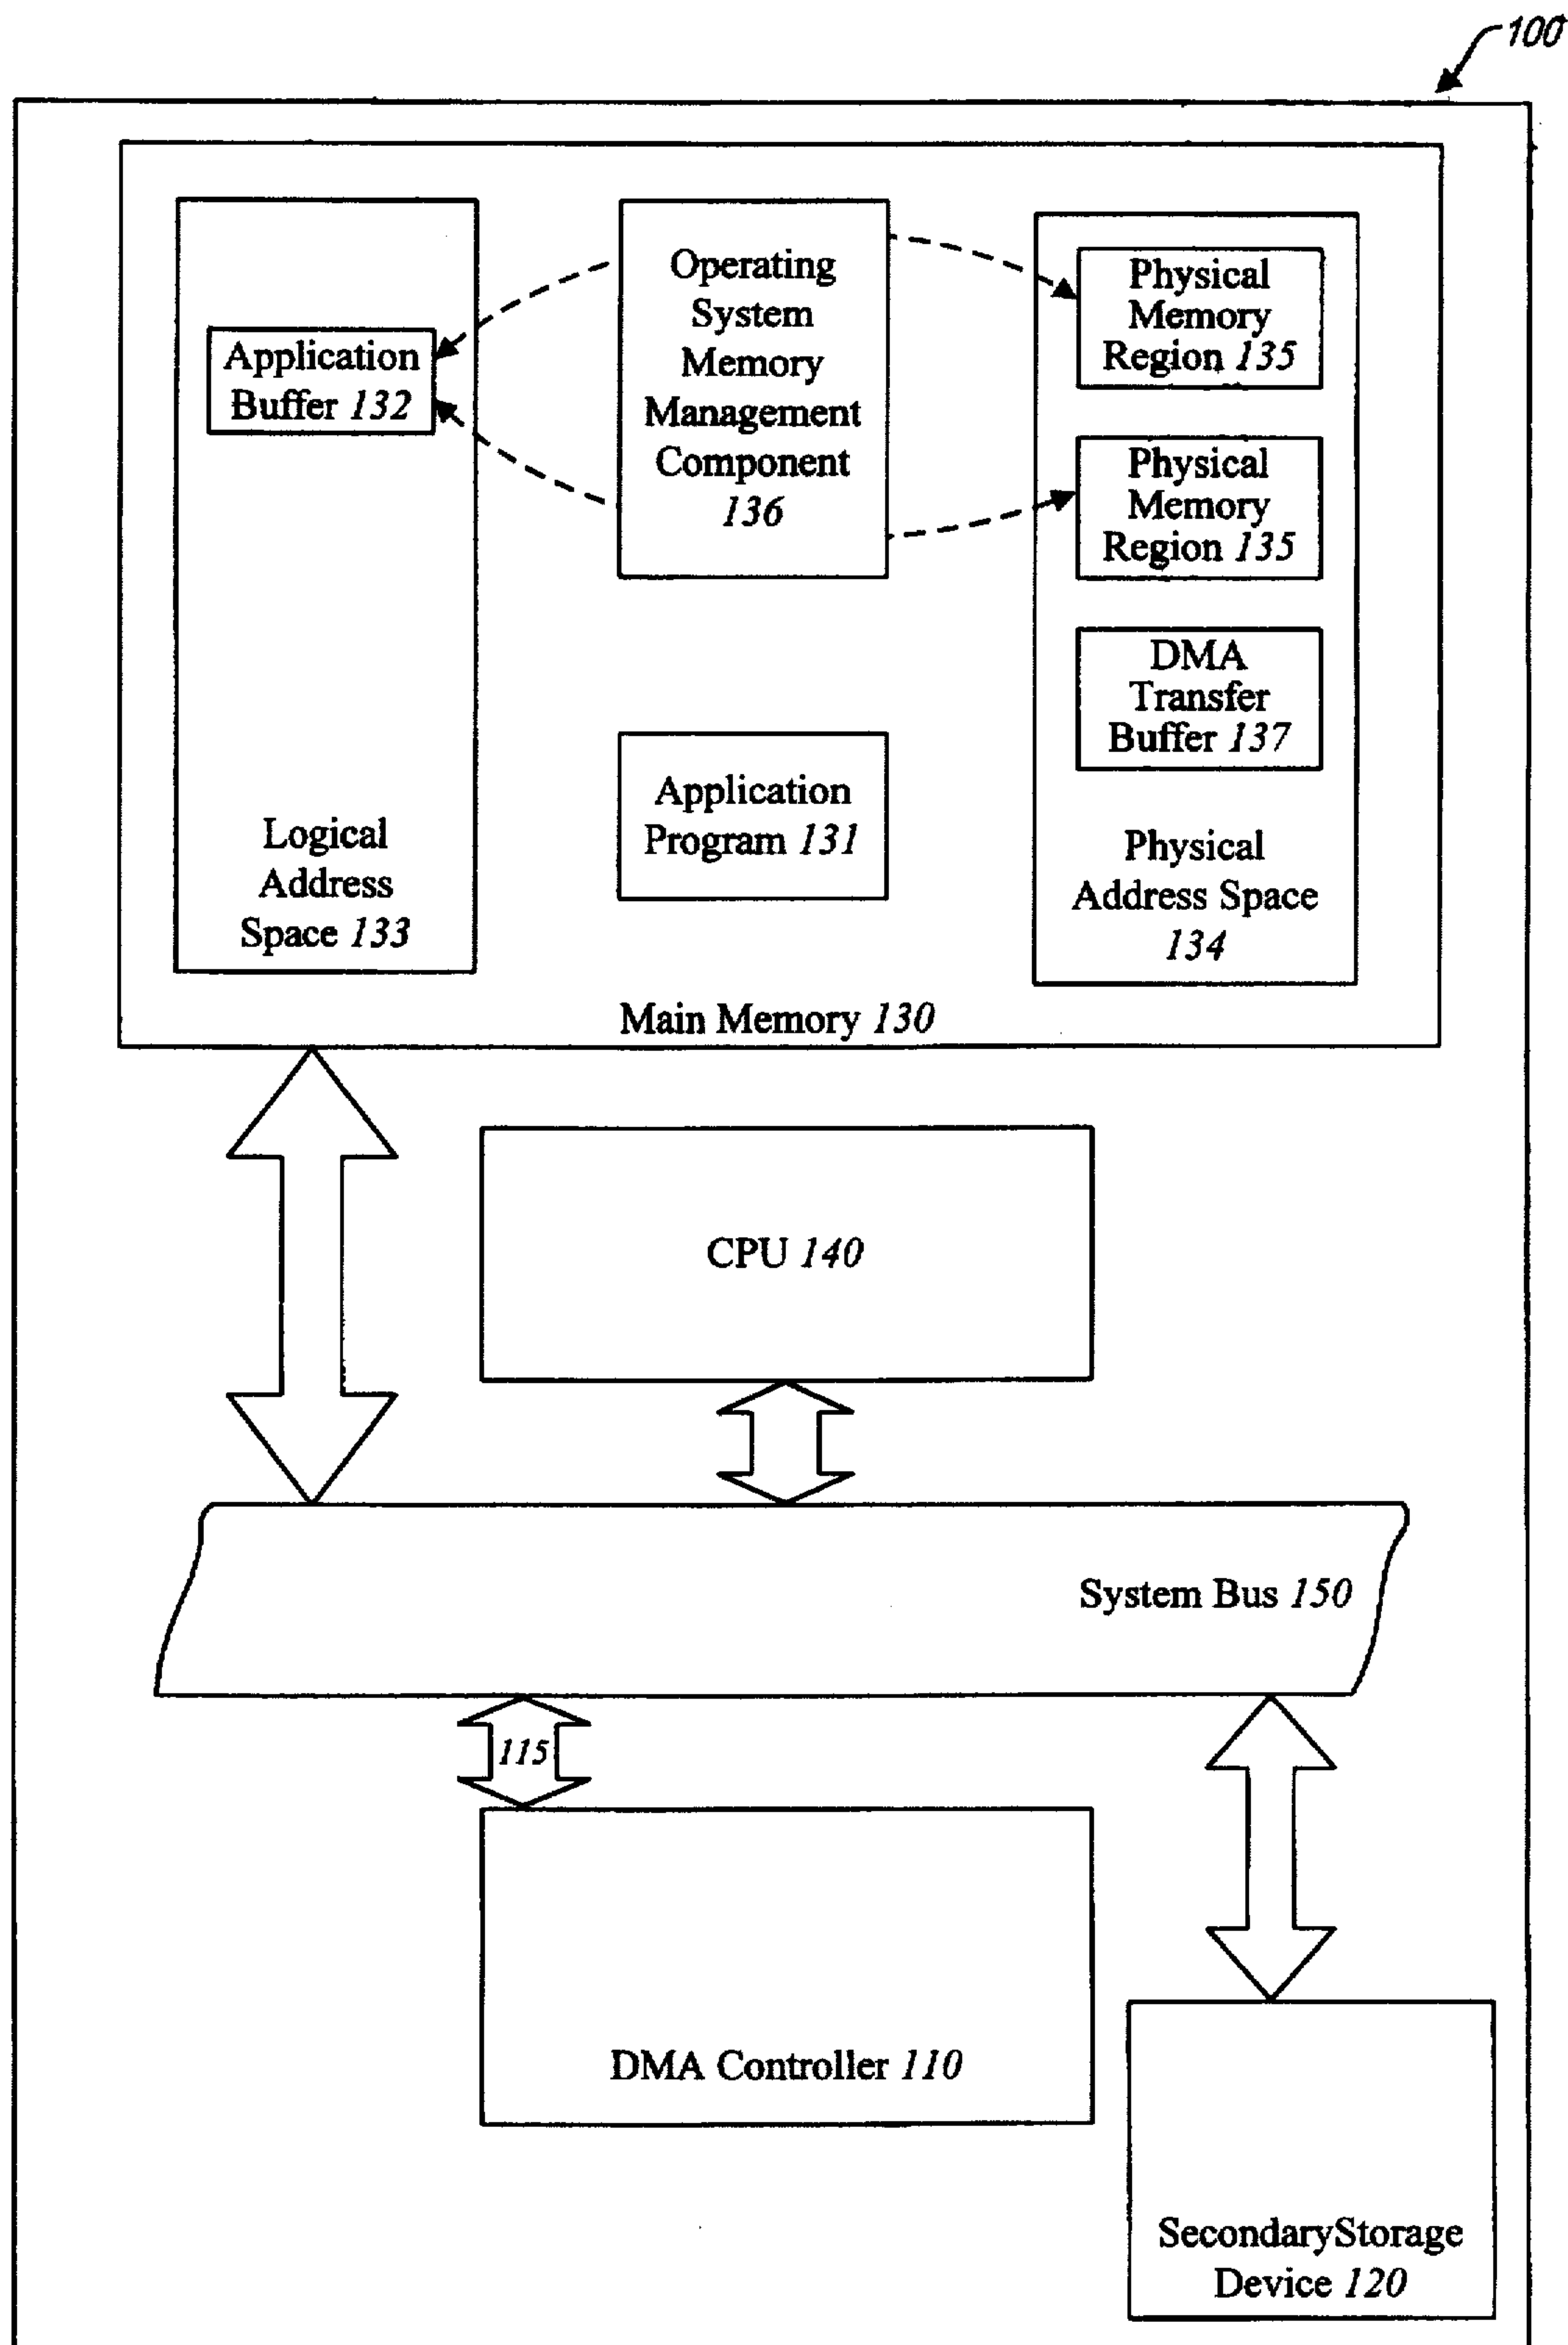 100
Application
Buffer 132
Logical
Address
Space 133
Operating
System
Memory
Management
Component
136
Application
Program 131
Physical
Memory
Region 135
Physical
Memory
Region 135
DMA
Transfer
Buffer 137
Physical
Address Space
134
Main Memory 130
CPU 140
System Bus 150
115
DMA Controller 110
SecondaryStorage
Device 120